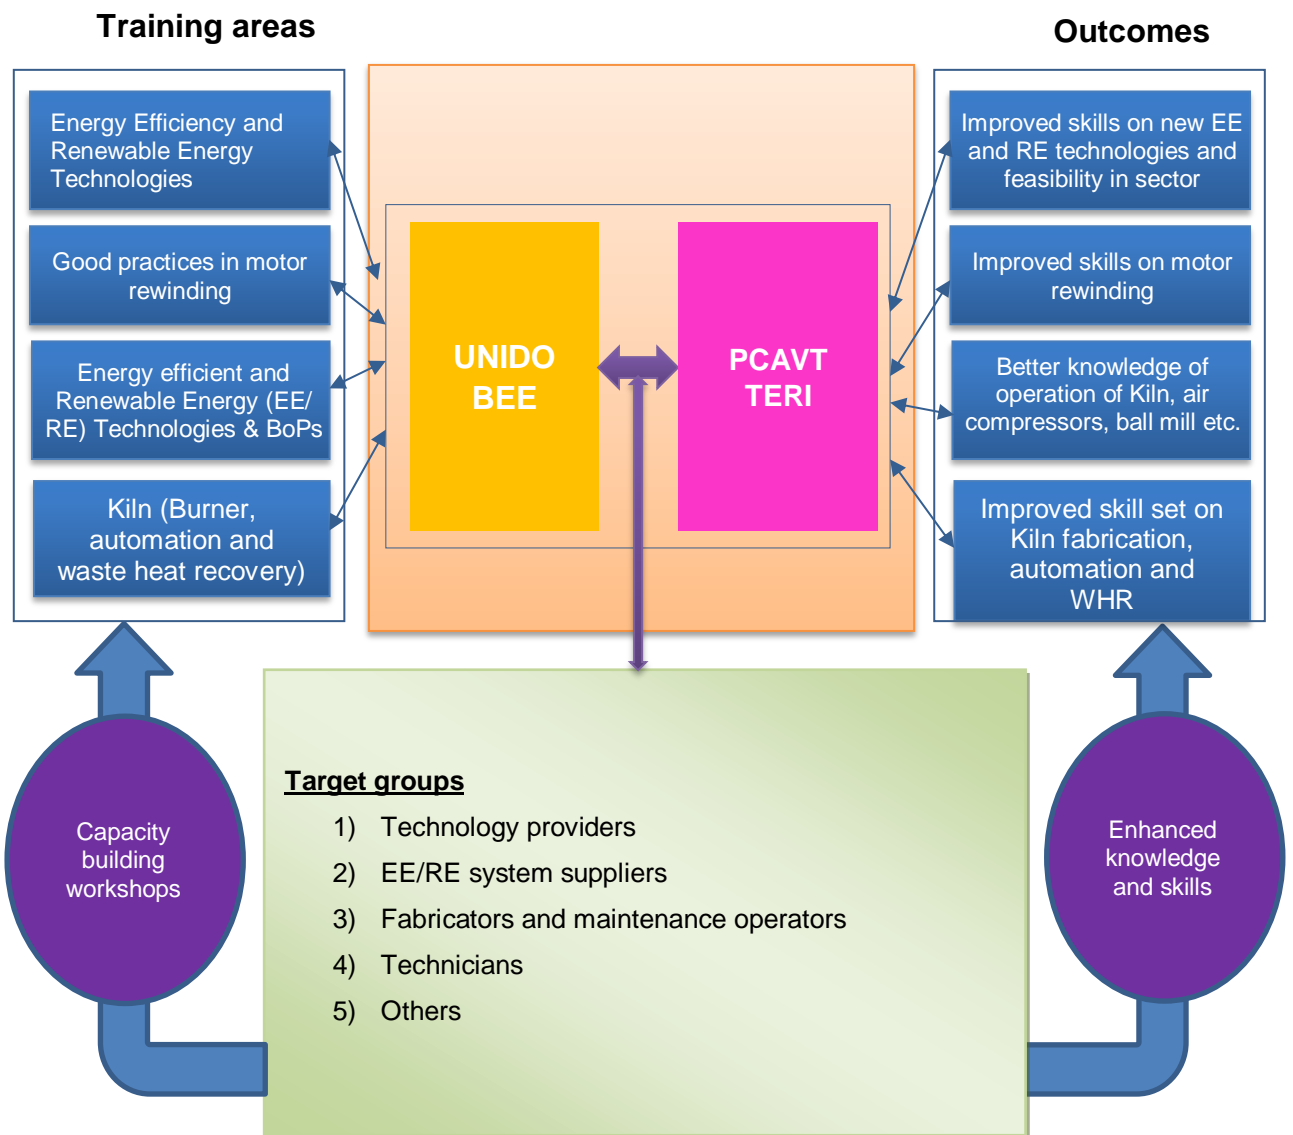 Training areas
Energy Efficiency and
Renewable Energy
Technologies
Good practices in motor
rewinding
Energy efficient and
Renewable Energy (EE/
RE) Technologies & BoPs
Kiln (Burner,
automation and
waste heat recovery)
UNIDO
BEE
PCAVT
TERI
Outcomes
Improved skills on new EE
and RE technologies and
feasibility in sector
Improved skills on motor
rewinding
Better knowledge of
operation of Kiln, air
compressors, ball mill etc.
Improved skill set on
Kiln fabrication,
automation and
WHR
Capacity
building
workshops
Target groups
1) Technology providers
2) EE/RE system suppliers
3) Fabricators and maintenance operators
4) Technicians
5) Others
Enhanced
knowledge
and skills